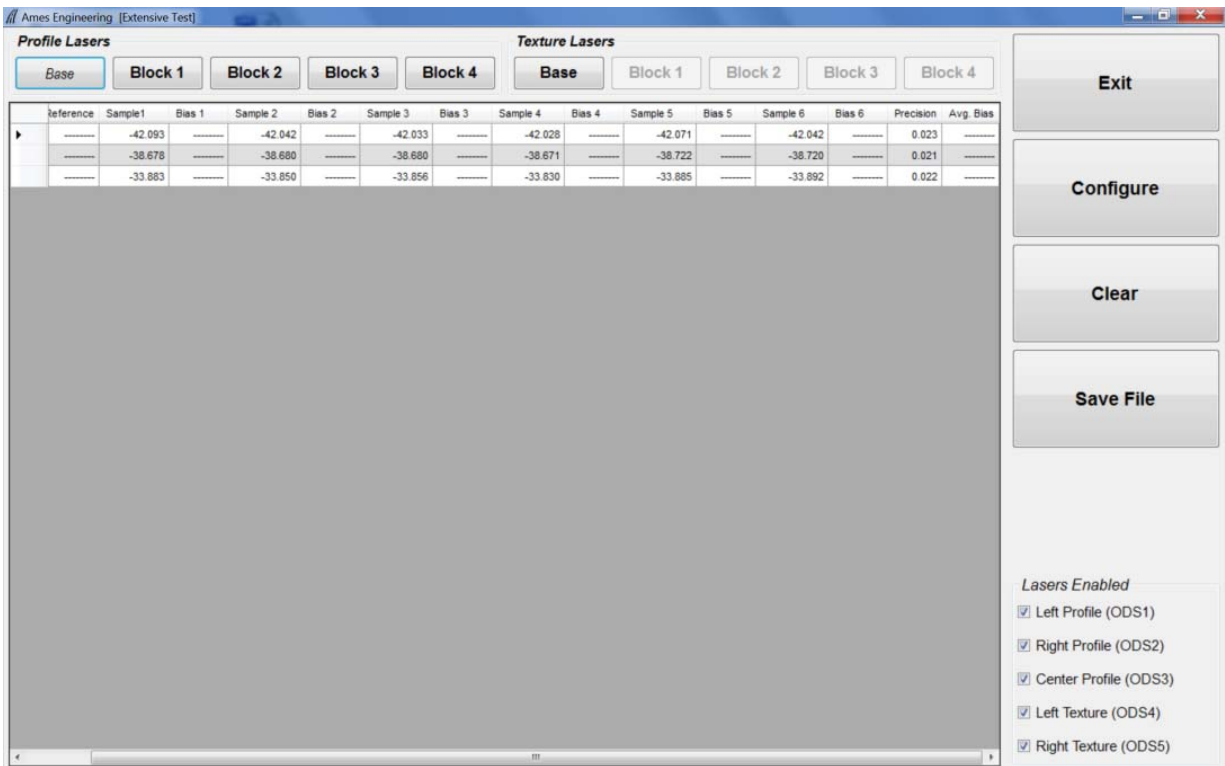 Ames Engineering [Extensive Test]
Profile Lasers
Texture Lasers
Base Block 1 Block 2 Block 3 Block 4 Base Block 1 Block 2 Block 3 Block 4
Reference Sample1 Bias 1 Sample 2 Bias 2 Sample 3 Bias 3 Sample 4 Bias 4 Sample 5 Bias 5 Sample 6 Bias 6 Precision Avg. Bias
-------- -42.093 -------- -42.042 -------- -42.033 -------- -42.028 -------- -42.071 -------- -42.042 -------- 0.023 --------
-------- -38.678 -------- -38.680 -------- -38.680 -------- -38.671 -------- -38.722 -------- -38.720 -------- 0.021 --------
-------- -33.883 -------- -33.850 -------- -33.856 -------- -33.830 -------- -33.885 -------- -33.892 -------- 0.022 --------
Exit
Configure
Clear
Save File
Lasers Enabled
Left Profile (ODS1)
Right Profile (ODS2)
Center Profile (ODS3)
Left Texture (ODS4)
Right Texture (ODS5)